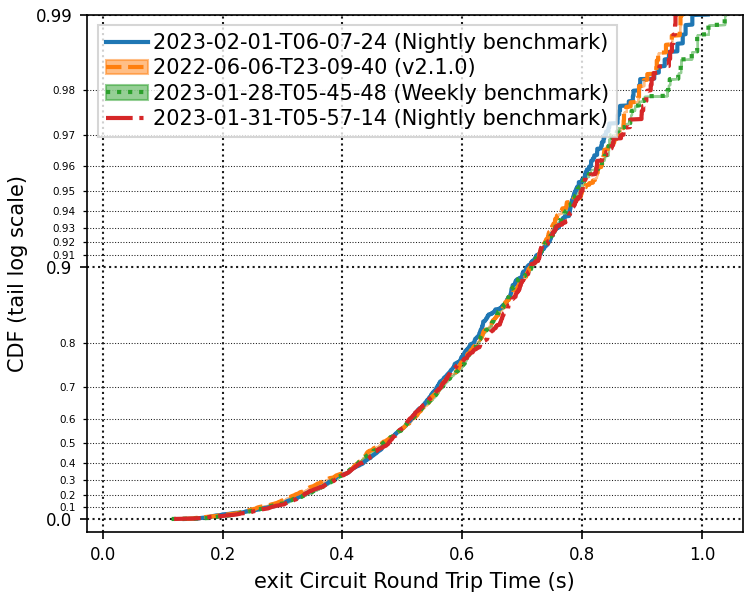 2023-02-01-T06-07-24 (Nightly benchmark)
2022-06-06-T23-09-40 (v2.1.0)
2023-01-28-T05-45-48 (Weekly benchmark)
2023-01-31-T05-57-14 (Nightly benchmark)
CDF (tail log scale)
0.99
0.98
0.97
0.96
0.95
0.94
0.93
0.92
0.91
0.9
0.8
0.7
0.6
0.5
0.4
0.3
0.2
0.1
0.0
0.0 0.2 0.4 0.6 0.8 1.0
exit Circuit Round Trip Time (s)